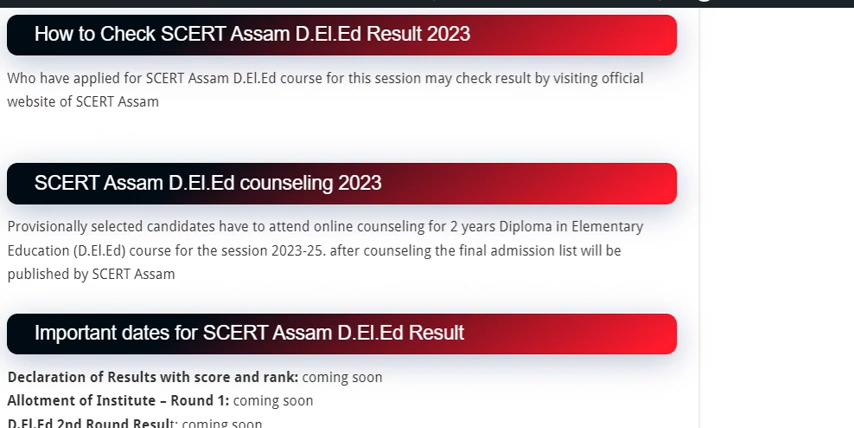 How to Check SCERT Assam D.El.Ed Result 2023
Who have applied for SCERT Assam D.El.Ed course for this session may check result by visiting official
website of SCERT Assam
SCERT Assam D.El.Ed counseling 2023
Provisionally selected candidates have to attend online counseling for 2 years Diploma in Elementary
Education (D.El.Ed) course for the session 2023-25. after counseling the final admission list will be
published by SCERT Assam
Important dates for SCERT Assam D.El.Ed Result
Declaration of Results with score and rank: coming soon
Allotment of Institute – Round 1: coming soon
D.El.Ed 2nd Round Result: coming soon